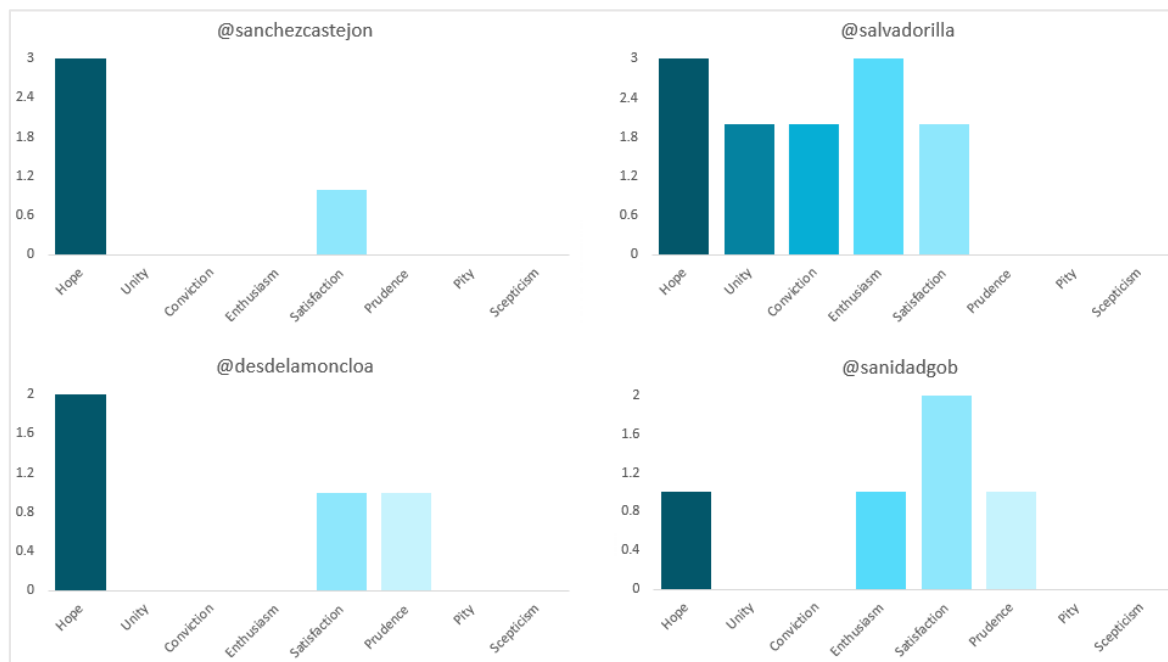 @sanchezcastejon
3
2.4
1.8
1.2
0.6
0
Hope
Unity
Conviction
Enthusiasm
Satisfaction
Prudence
Pity
Scepticism
@salvadorilla
3
2.4
1.8
1.2
0.6
0
Hope
Unity
Conviction
Enthusiasm
Satisfaction
Prudence
Pity
Scepticism
@desdelamoncloa
2
1.6
1.2
0.8
0.4
0
Hope
Unity
Conviction
Enthusiasm
Satisfaction
Prudence
Pity
Scepticism
@sanidadgob
2
1.6
1.2
0.8
0.4
0
Hope
Unity
Conviction
Enthusiasm
Satisfaction
Prudence
Pity
Scepticism